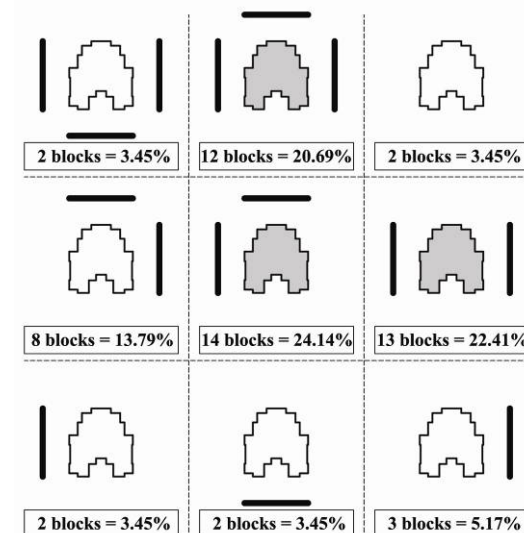 2 blocks = 3.45%
12 blocks = 20.69%
2 blocks = 3.45%
8 blocks = 13.79%
14 blocks = 24.14%
13 blocks = 22.41%
2 blocks = 3.45%
2 blocks = 3.45%
3 blocks = 5.17%